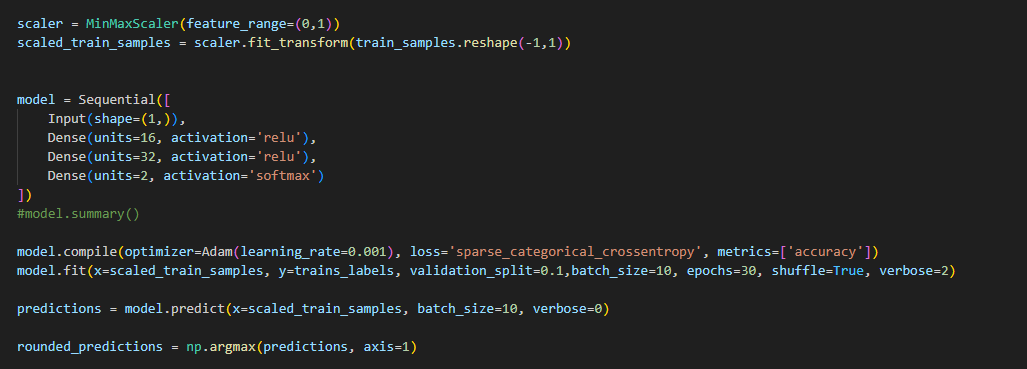 scaler = MinMaxScaler(feature_range=(0,1))
scaled_train_samples = scaler.fit_transform(train_samples.reshape(-1,1))
model = Sequential([
    Input(shape=(1,)),
    Dense(units=16, activation='relu'),
    Dense(units=32, activation='relu'),
    Dense(units=2, activation='softmax')
])
#model.summary()
model.compile(optimizer=Adam(learning_rate=0.001), loss='sparse_categorical_crossentropy', metrics=['accuracy'])
model.fit(x=scaled_train_samples, y=trains_labels, validation_split=0.1,batch_size=10, epochs=30, shuffle=True, verbose=2)
predictions = model.predict(x=scaled_train_samples, batch_size=10, verbose=0)
rounded_predictions = np.argmax(predictions, axis=1)